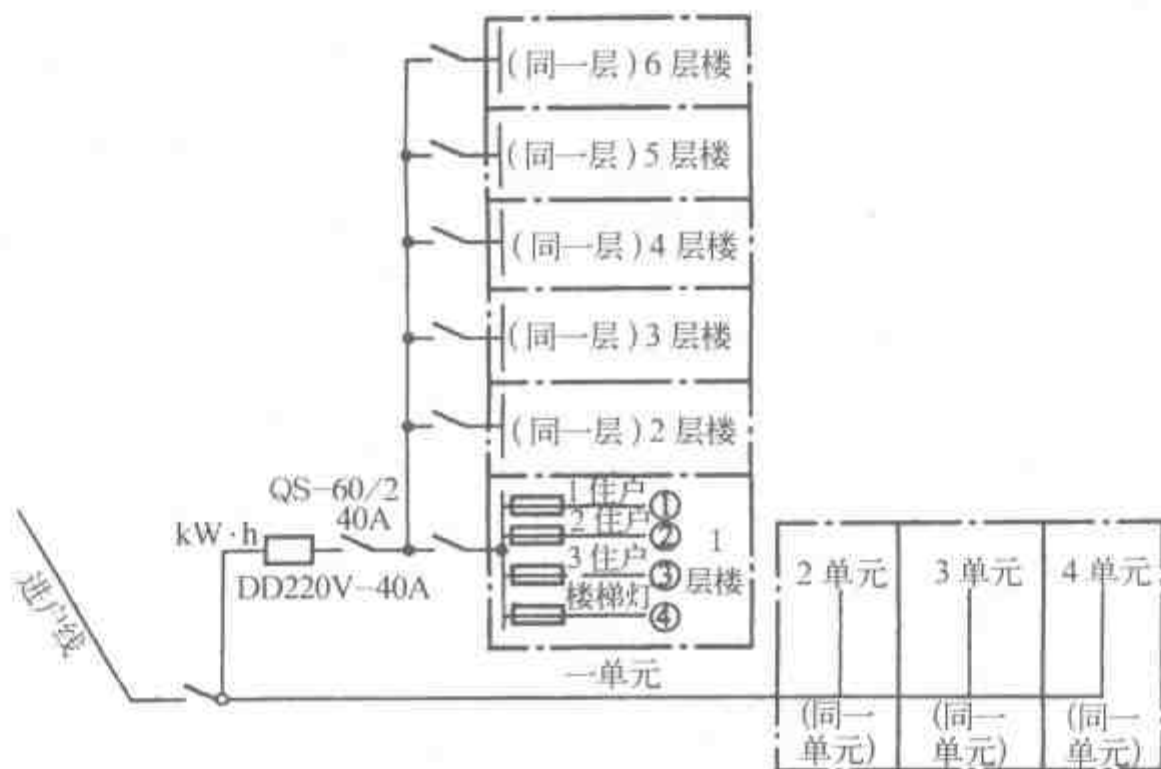 (同一层)6 层楼
(同一层)5 层楼
(同一层)4 层楼
(同一层)3 层楼
(同一层)2 层楼
QS-60/2
40A
kW·h
DD220V-40A
1 住户 ①
2 住户 ②
3 住户 ③
楼梯灯 ④
1
层楼
进户线
一单元
2 单元
3 单元
4 单元
(同一
单元)
(同一
单元)
(同一
单元)